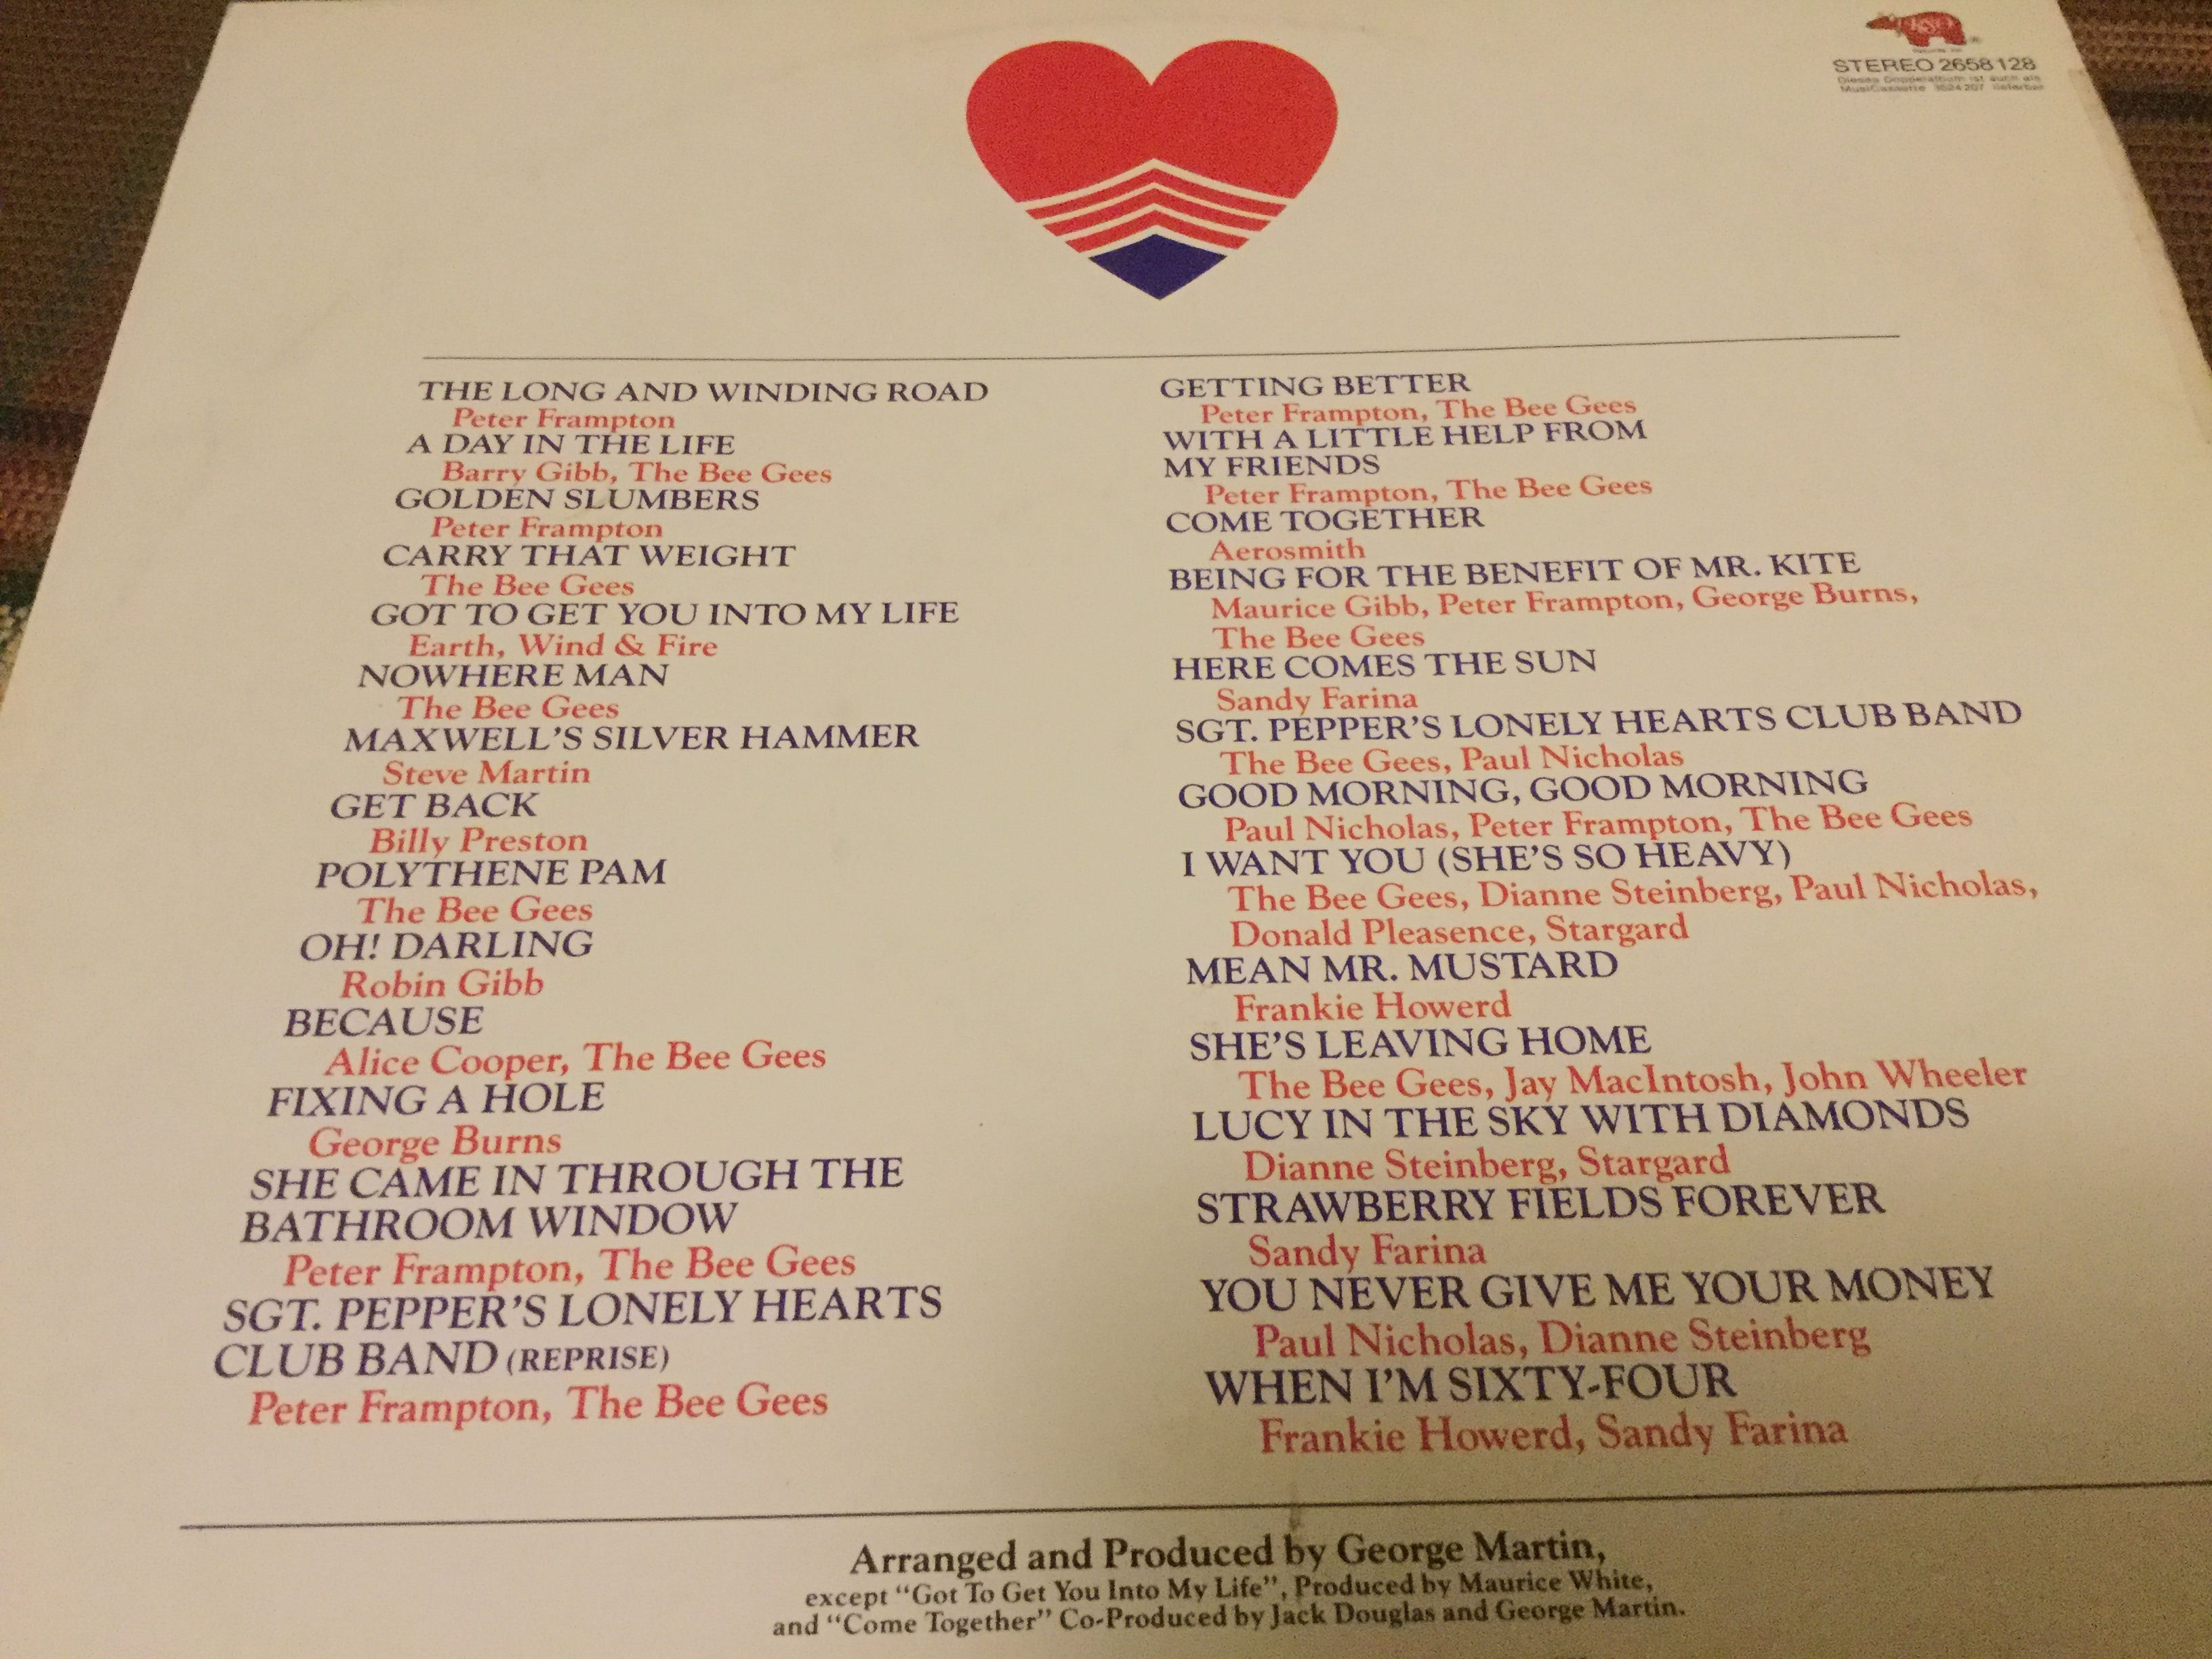 RSO
STEREO 2658 128
Dieses Doppelalbum ist auch als
MusiCassette 3524 207 lieferbar
THE LONG AND WINDING ROAD
Peter Frampton
A DAY IN THE LIFE
Barry Gibb, The Bee Gees
GOLDEN SLUMBERS
Peter Frampton
CARRY THAT WEIGHT
The Bee Gees
GOT TO GET YOU INTO MY LIFE
Earth, Wind & Fire
NOWHERE MAN
The Bee Gees
MAXWELL'S SILVER HAMMER
Steve Martin
GET BACK
Billy Preston
POLYTHENE PAM
The Bee Gees
OH! DARLING
Robin Gibb
BECAUSE
Alice Cooper, The Bee Gees
FIXING A HOLE
George Burns
SHE CAME IN THROUGH THE
BATHROOM WINDOW
Peter Frampton, The Bee Gees
SGT. PEPPER'S LONELY HEARTS
CLUB BAND (REPRISE)
Peter Frampton, The Bee Gees
GETTING BETTER
Peter Frampton, The Bee Gees
WITH A LITTLE HELP FROM
MY FRIENDS
Peter Frampton, The Bee Gees
COME TOGETHER
Aerosmith
BEING FOR THE BENEFIT OF MR. KITE
Maurice Gibb, Peter Frampton, George Burns,
The Bee Gees
HERE COMES THE SUN
Sandy Farina
SGT. PEPPER'S LONELY HEARTS CLUB BAND
The Bee Gees, Paul Nicholas
GOOD MORNING, GOOD MORNING
Paul Nicholas, Peter Frampton, The Bee Gees
I WANT YOU (SHE'S SO HEAVY)
The Bee Gees, Dianne Steinberg, Paul Nicholas,
Donald Pleasence, Stargard
MEAN MR. MUSTARD
Frankie Howerd
SHE'S LEAVING HOME
The Bee Gees, Jay MacIntosh, John Wheeler
LUCY IN THE SKY WITH DIAMONDS
Dianne Steinberg, Stargard
STRAWBERRY FIELDS FOREVER
Sandy Farina
YOU NEVER GIVE ME YOUR MONEY
Paul Nicholas, Dianne Steinberg
WHEN I'M SIXTY-FOUR
Frankie Howerd, Sandy Farina
Arranged and Produced by George Martin,
except "Got To Get You Into My Life", Produced by Maurice White,
and "Come Together" Co-Produced by Jack Douglas and George Martin.